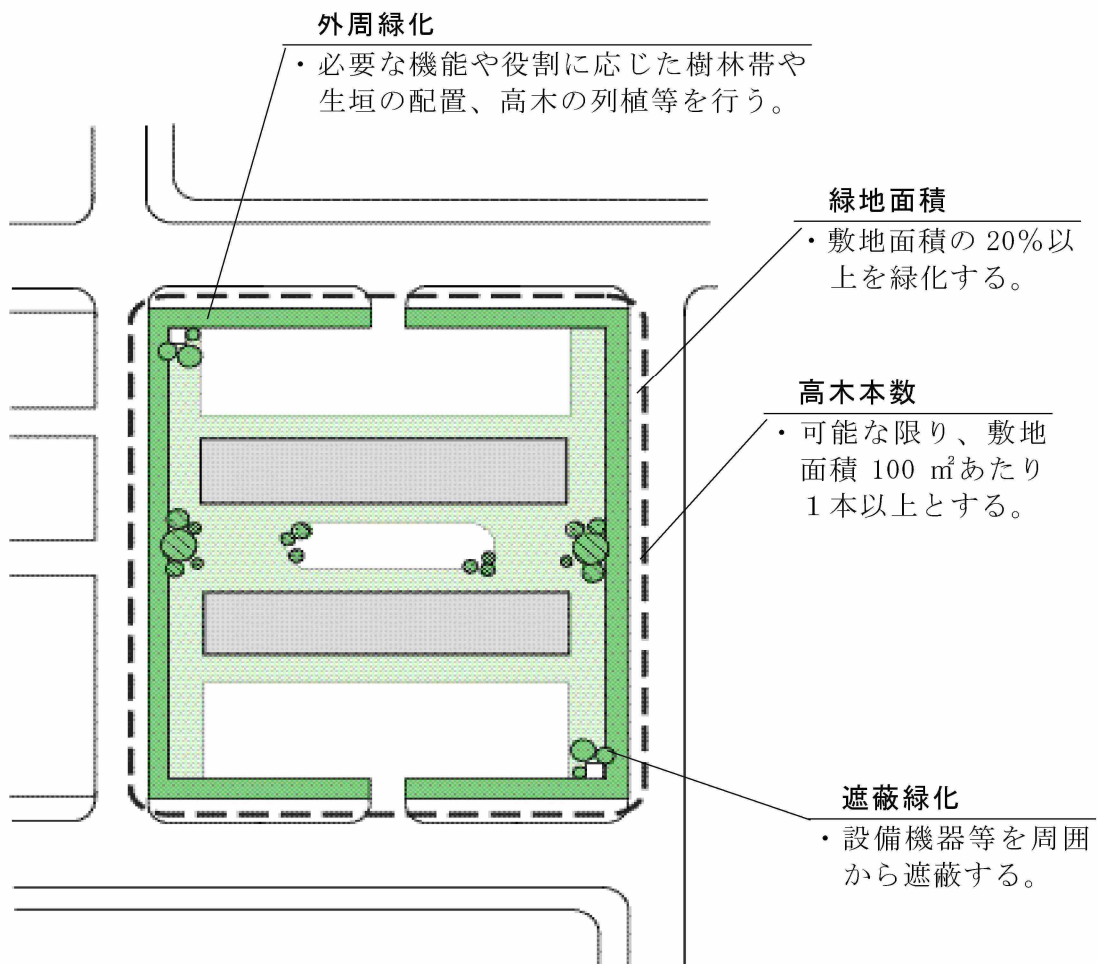 外周緑化
・必要な機能や役割に応じた樹林帯や
生垣の配置、高木の列植等を行う。
緑地面積
・敷地面積の 20%以
上を緑化する。
高木本数
・可能な限り、敷地
面積 100 ㎡あたり
１本以上とする。
遮蔽緑化
・設備機器等を周囲
から遮蔽する。